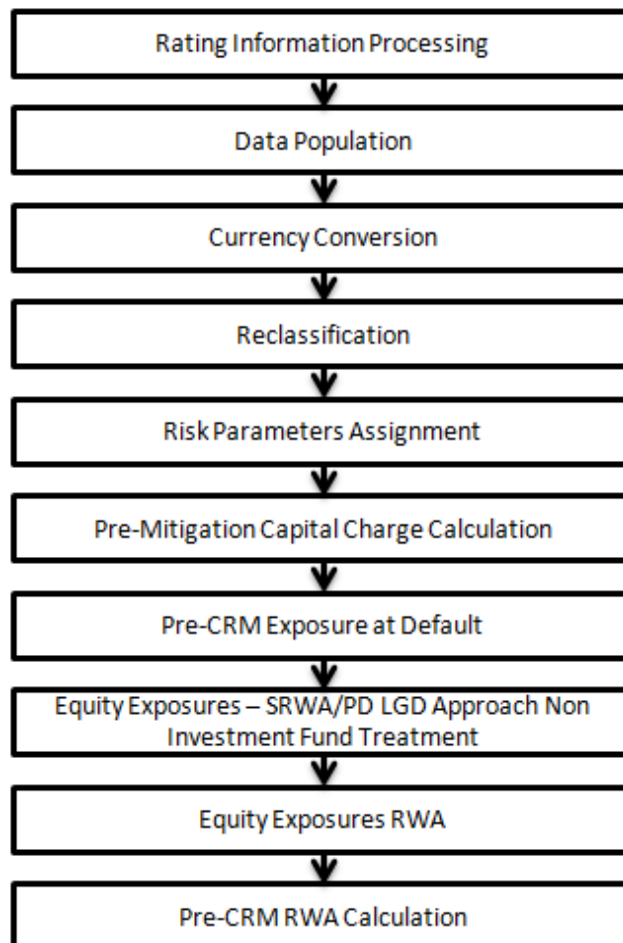 Rating Information Processing
Data Population
Currency Conversion
Reclassification
Risk Parameters Assignment
Pre-Mitigation Capital Charge Calculation
Pre-CRM Exposure at Default
Equity Exposures – SRWA/PD LGD Approach Non
Investment Fund Treatment
Equity Exposures RWA
Pre-CRM RWA Calculation